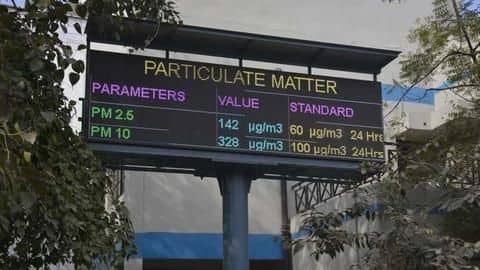 PARTICULATE MATTER
PARAMETERS VALUE STANDARD
PM 2.5 142 µg/m3 60 µg/m3 24 Hrs
PM 10 328 µg/m3 100 µg/m3 24Hrs